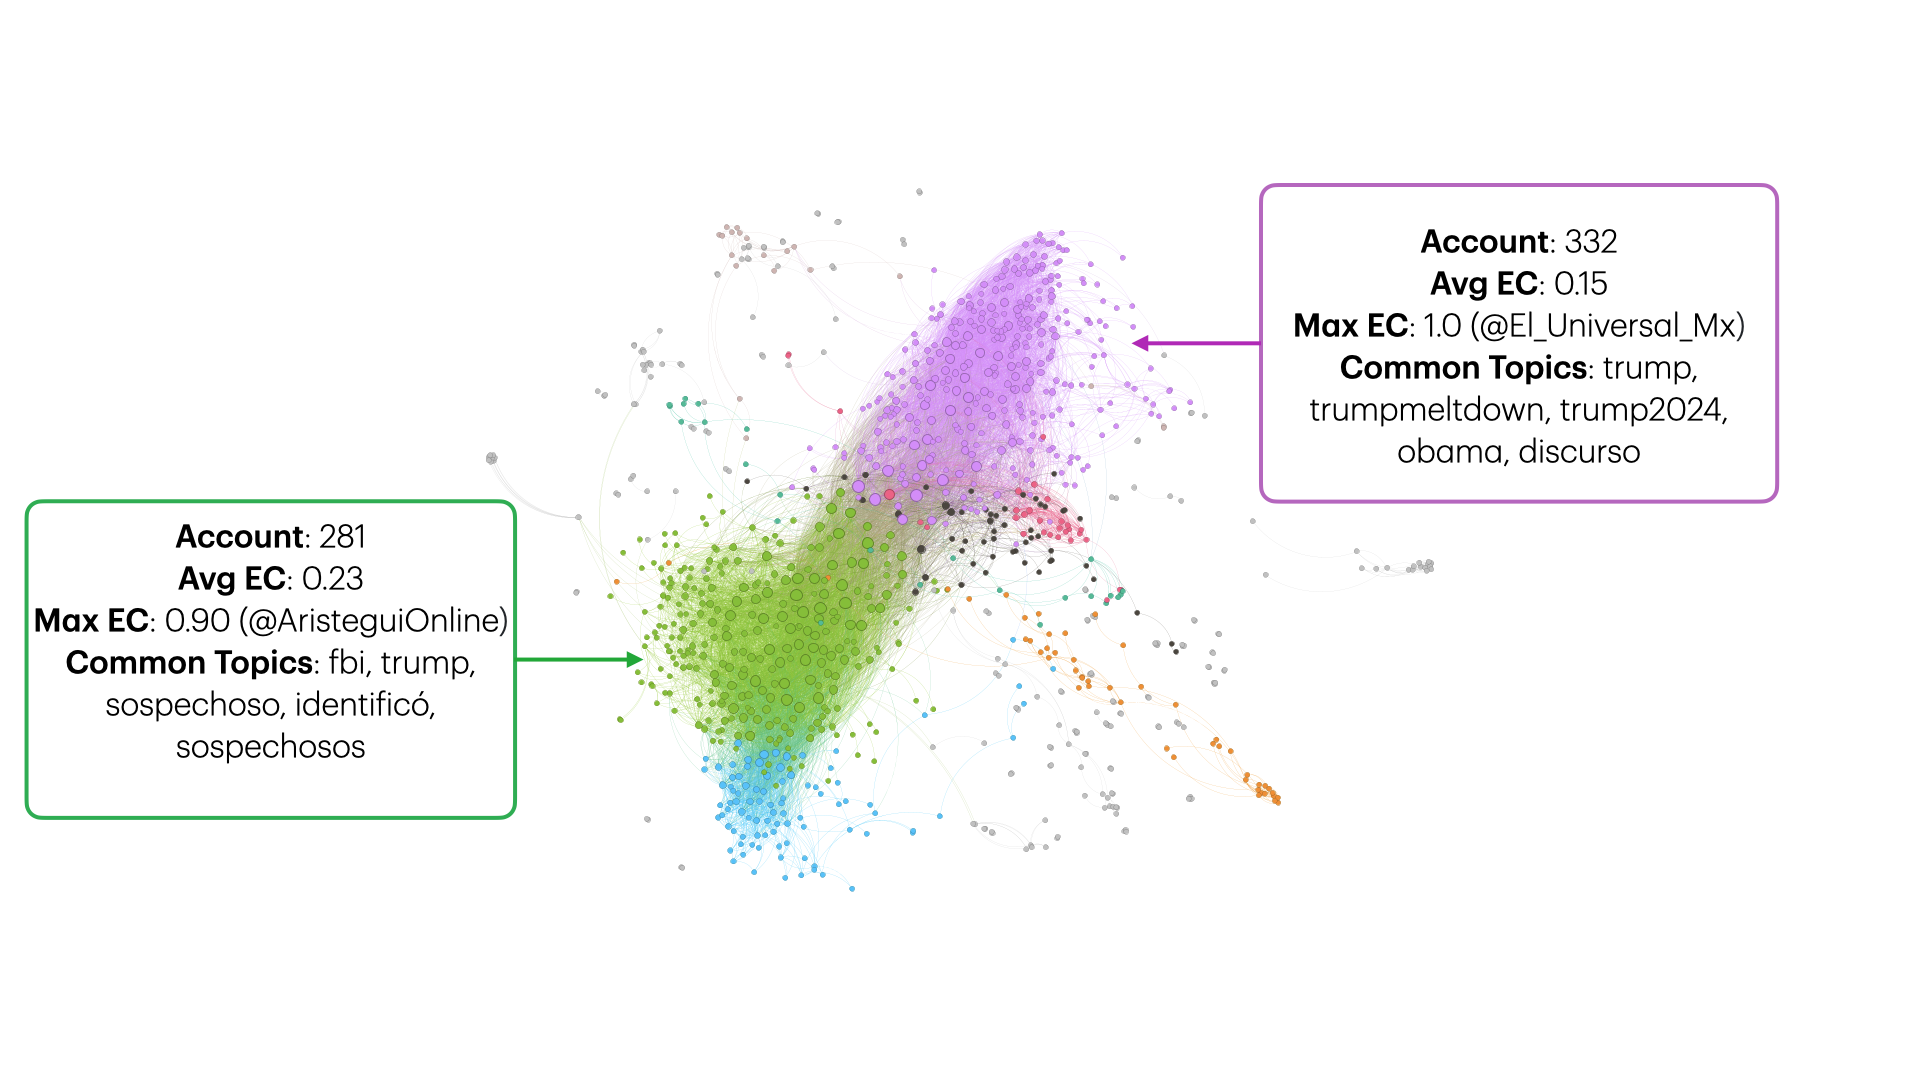 Account: 332
Avg EC: 0.15
Max EC: 1.0 (@El_Universal_Mx)
Common Topics: trump,
trumpmeltdown, trump2024,
obama, discurso
Account: 281
Avg EC: 0.23
Max EC: 0.90 (@AristeguiOnline)
Common Topics: fbi, trump,
sospechoso, identificó,
sospechosos